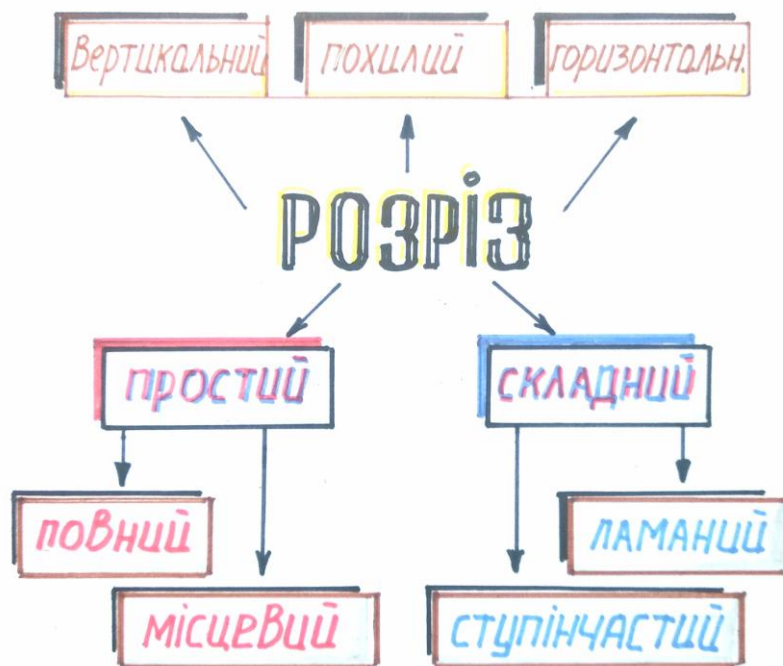 Вертикальний похилий горизонтальн.
РОЗРІЗ
простий складний
повний ламаний
місцевий ступінчастий